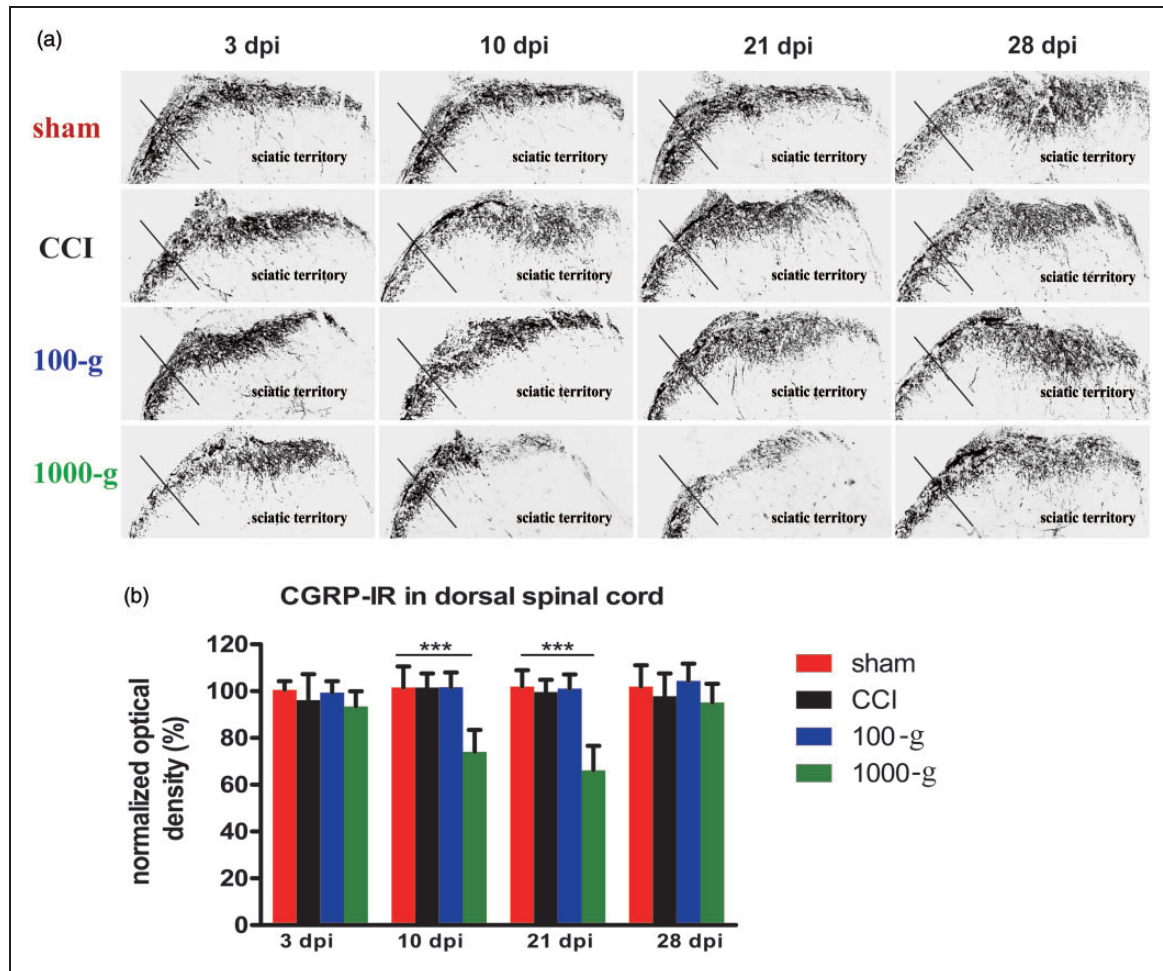 (a)
3 dpi 10 dpi 21 dpi 28 dpi
sham
sciatic territory sciatic territory sciatic territory sciatic territory
CCI
sciatic territory sciatic territory sciatic territory sciatic territory
100-g
sciatic territory sciatic territory sciatic territory sciatic territory
1000-g
sciatic territory sciatic territory sciatic territory sciatic territory
(b)
CGRP-IR in dorsal spinal cord
normalized optical
density (%)
120
100
80
60
40
20
0
*** ***
3 dpi 10 dpi 21 dpi 28 dpi
sham
CCI
100-g
1000-g